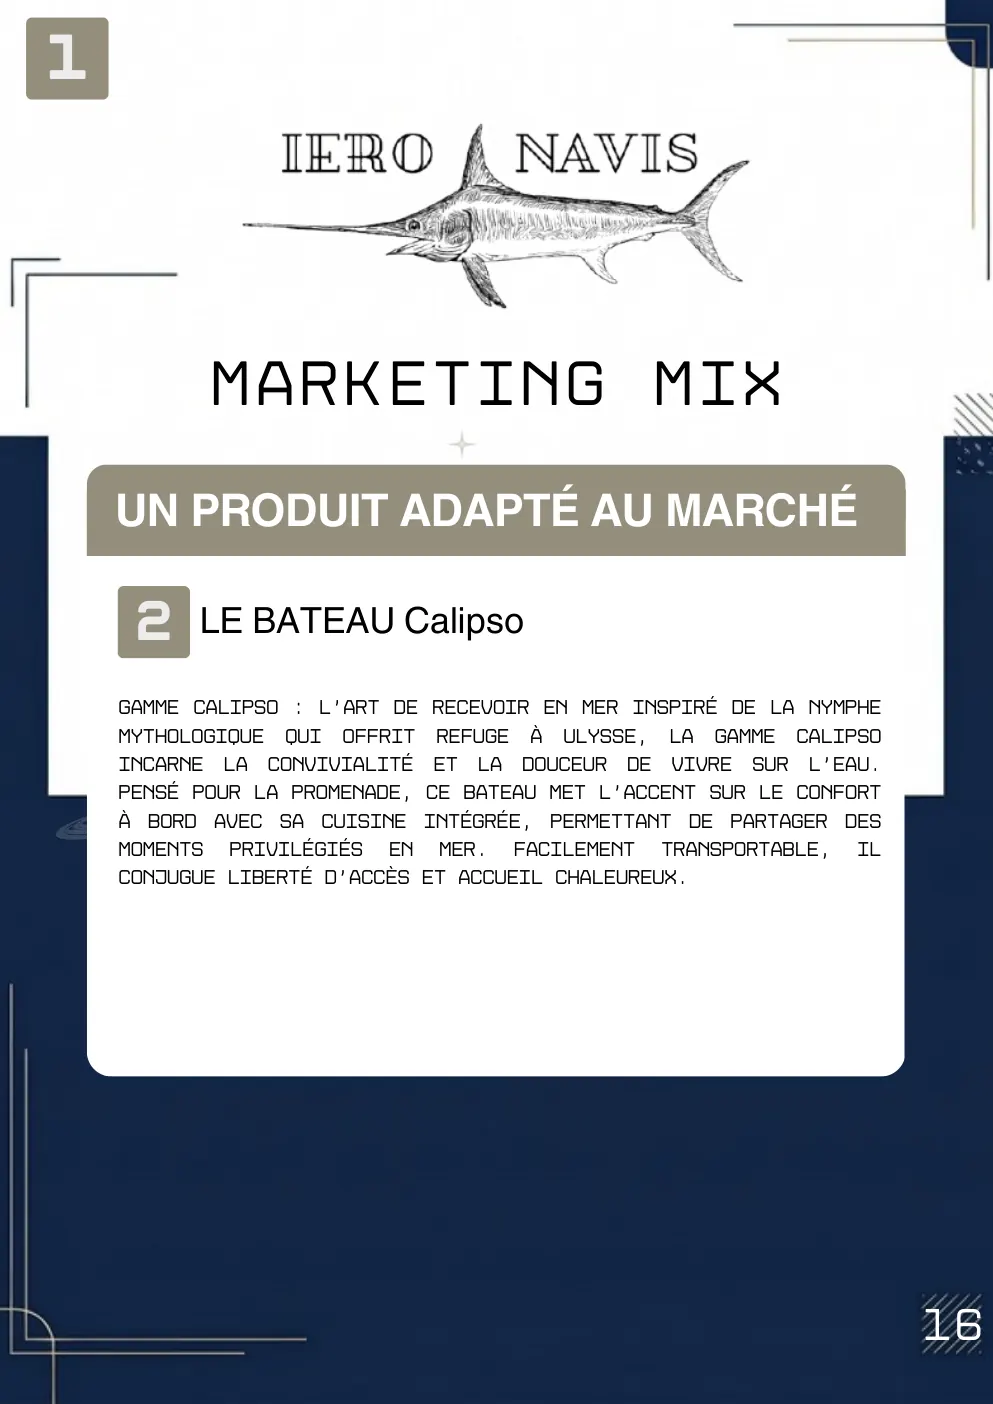 1
IERO NAVIS
MARKETING MIX
UN PRODUIT ADAPTÉ AU MARCHÉ
2 LE BATEAU Calipso
GAMME CALIPSO : L'ART DE RECEVOIR EN MER INSPIRÉ DE LA NYMPHE
MYTHOLOGIQUE QUI OFFRIT REFUGE À ULYSSE, LA GAMME CALIPSO
INCARNE LA CONVIVIALITÉ ET LA DOUCEUR DE VIVRE SUR L'EAU.
PENSÉ POUR LA PROMENADE, CE BATEAU MET L'ACCENT SUR LE CONFORT
À BORD AVEC SA CUISINE INTÉGRÉE, PERMETTANT DE PARTAGER DES
MOMENTS PRIVILÉGIÉS EN MER. FACILEMENT TRANSPORTABLE, IL
CONJUGUE LIBERTÉ D'ACCÈS ET ACCUEIL CHALEUREUX.
16